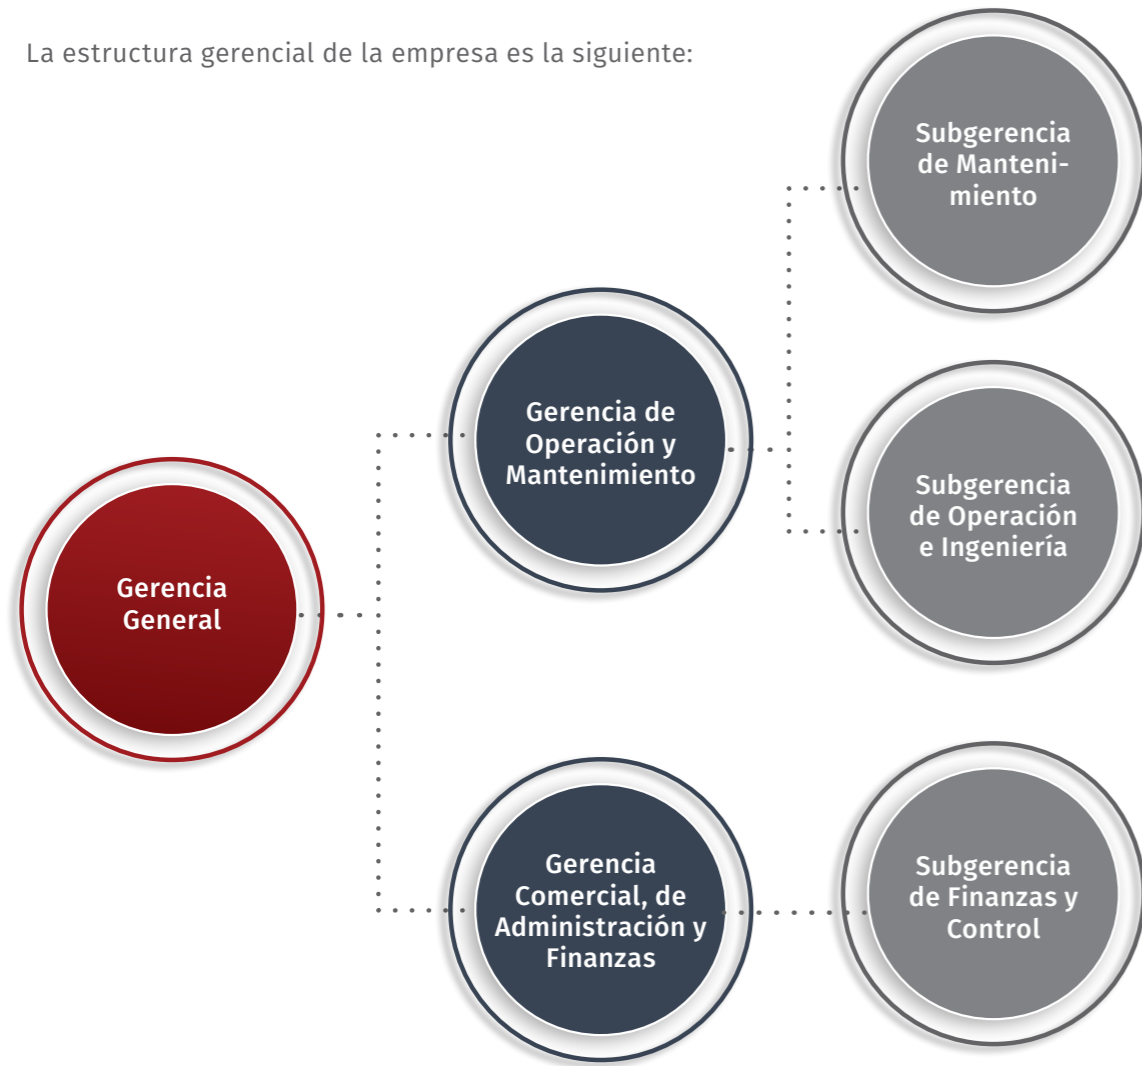 La estructura gerencial de la empresa es la siguiente:
Subgerencia
de Manteni-
miento
Gerencia de
Operación y
Mantenimiento
Subgerencia
de Operación
e Ingeniería
Gerencia
General
Gerencia
Comercial, de
Administración y
Finanzas
Subgerencia
de Finanzas y
Control